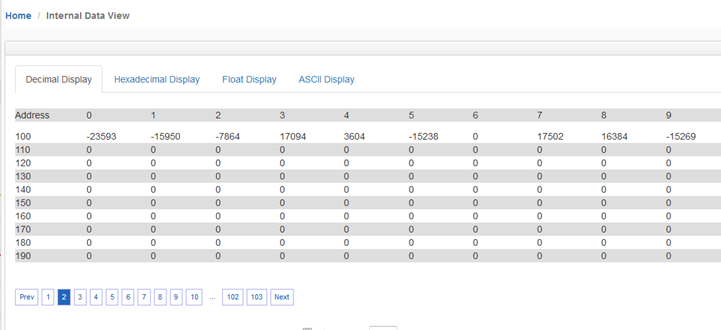 Home / Internal Data View
Decimal Display Hexadecimal Display Float Display ASCII Display
Address 0 1 2 3 4 5 6 7 8 9
100 -23593 -15950 -7864 17094 3604 -15238 0 17502 16384 -15269
110 0 0 0 0 0 0 0 0 0 0
120 0 0 0 0 0 0 0 0 0 0
130 0 0 0 0 0 0 0 0 0 0
140 0 0 0 0 0 0 0 0 0 0
150 0 0 0 0 0 0 0 0 0 0
160 0 0 0 0 0 0 0 0 0 0
170 0 0 0 0 0 0 0 0 0 0
180 0 0 0 0 0 0 0 0 0 0
190 0 0 0 0 0 0 0 0 0 0
Prev 1 2 3 4 5 6 7 8 9 10 ... 102 103 Next